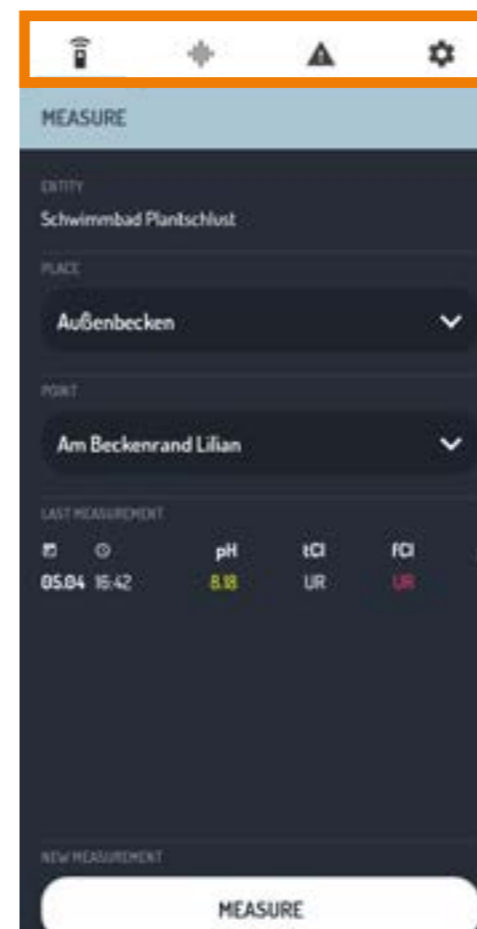 MEASURE
ENTITY
Schwimmbad Plantschlust
PLACE
Außenbecken
POINT
Am Beckenrand Lilian
LAST MEASUREMENT
pH tCl fCl
05.04 16:42 8.18 UR UR
NEW MEASUREMENT
MEASURE